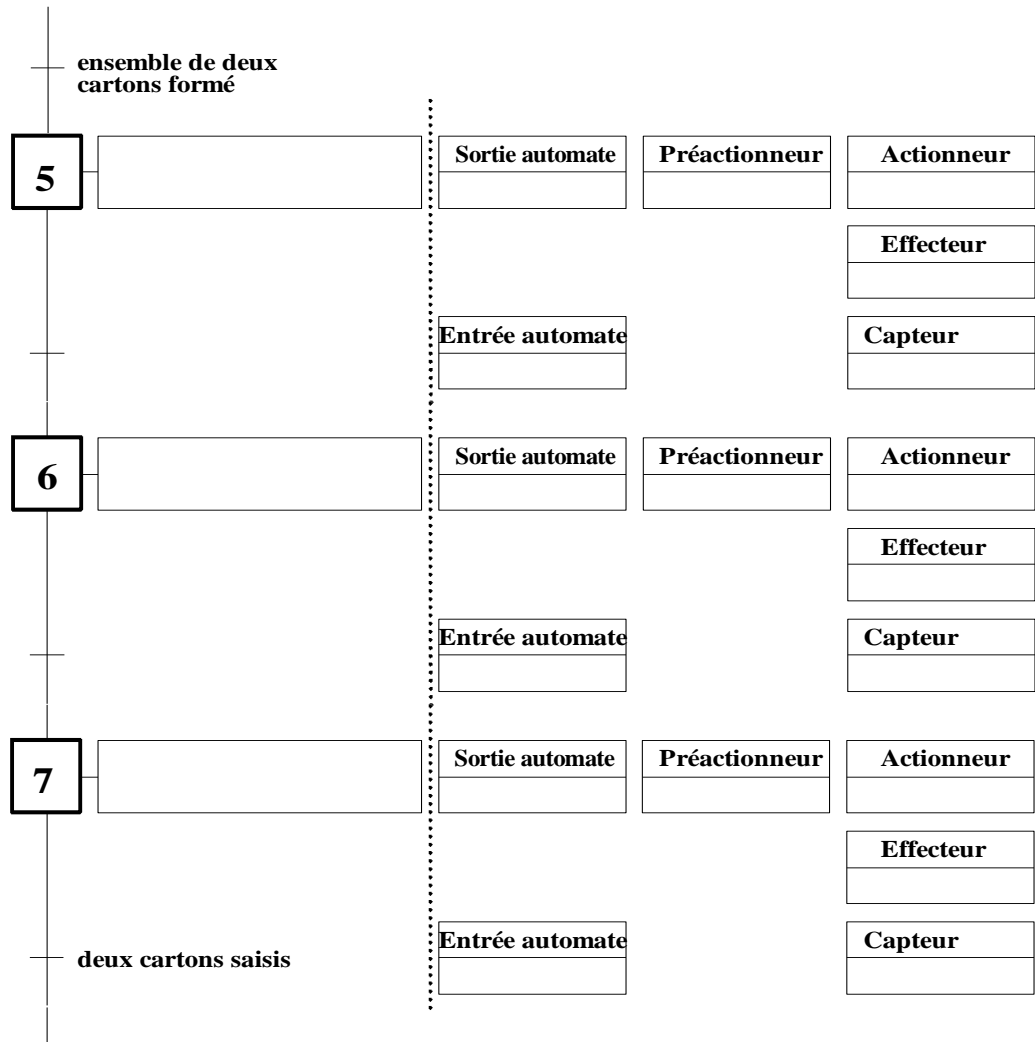 ensemble de deux
cartons formé
5
Sortie automate
Préactionneur
Actionneur
Effecteur
Entrée automate
Capteur
6
Sortie automate
Préactionneur
Actionneur
Effecteur
Entrée automate
Capteur
7
Sortie automate
Préactionneur
Actionneur
Effecteur
deux cartons saisis
Entrée automate
Capteur